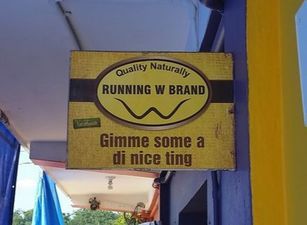 Quality Naturally
RUNNING W BRAND
Gimme some a
di nice ting